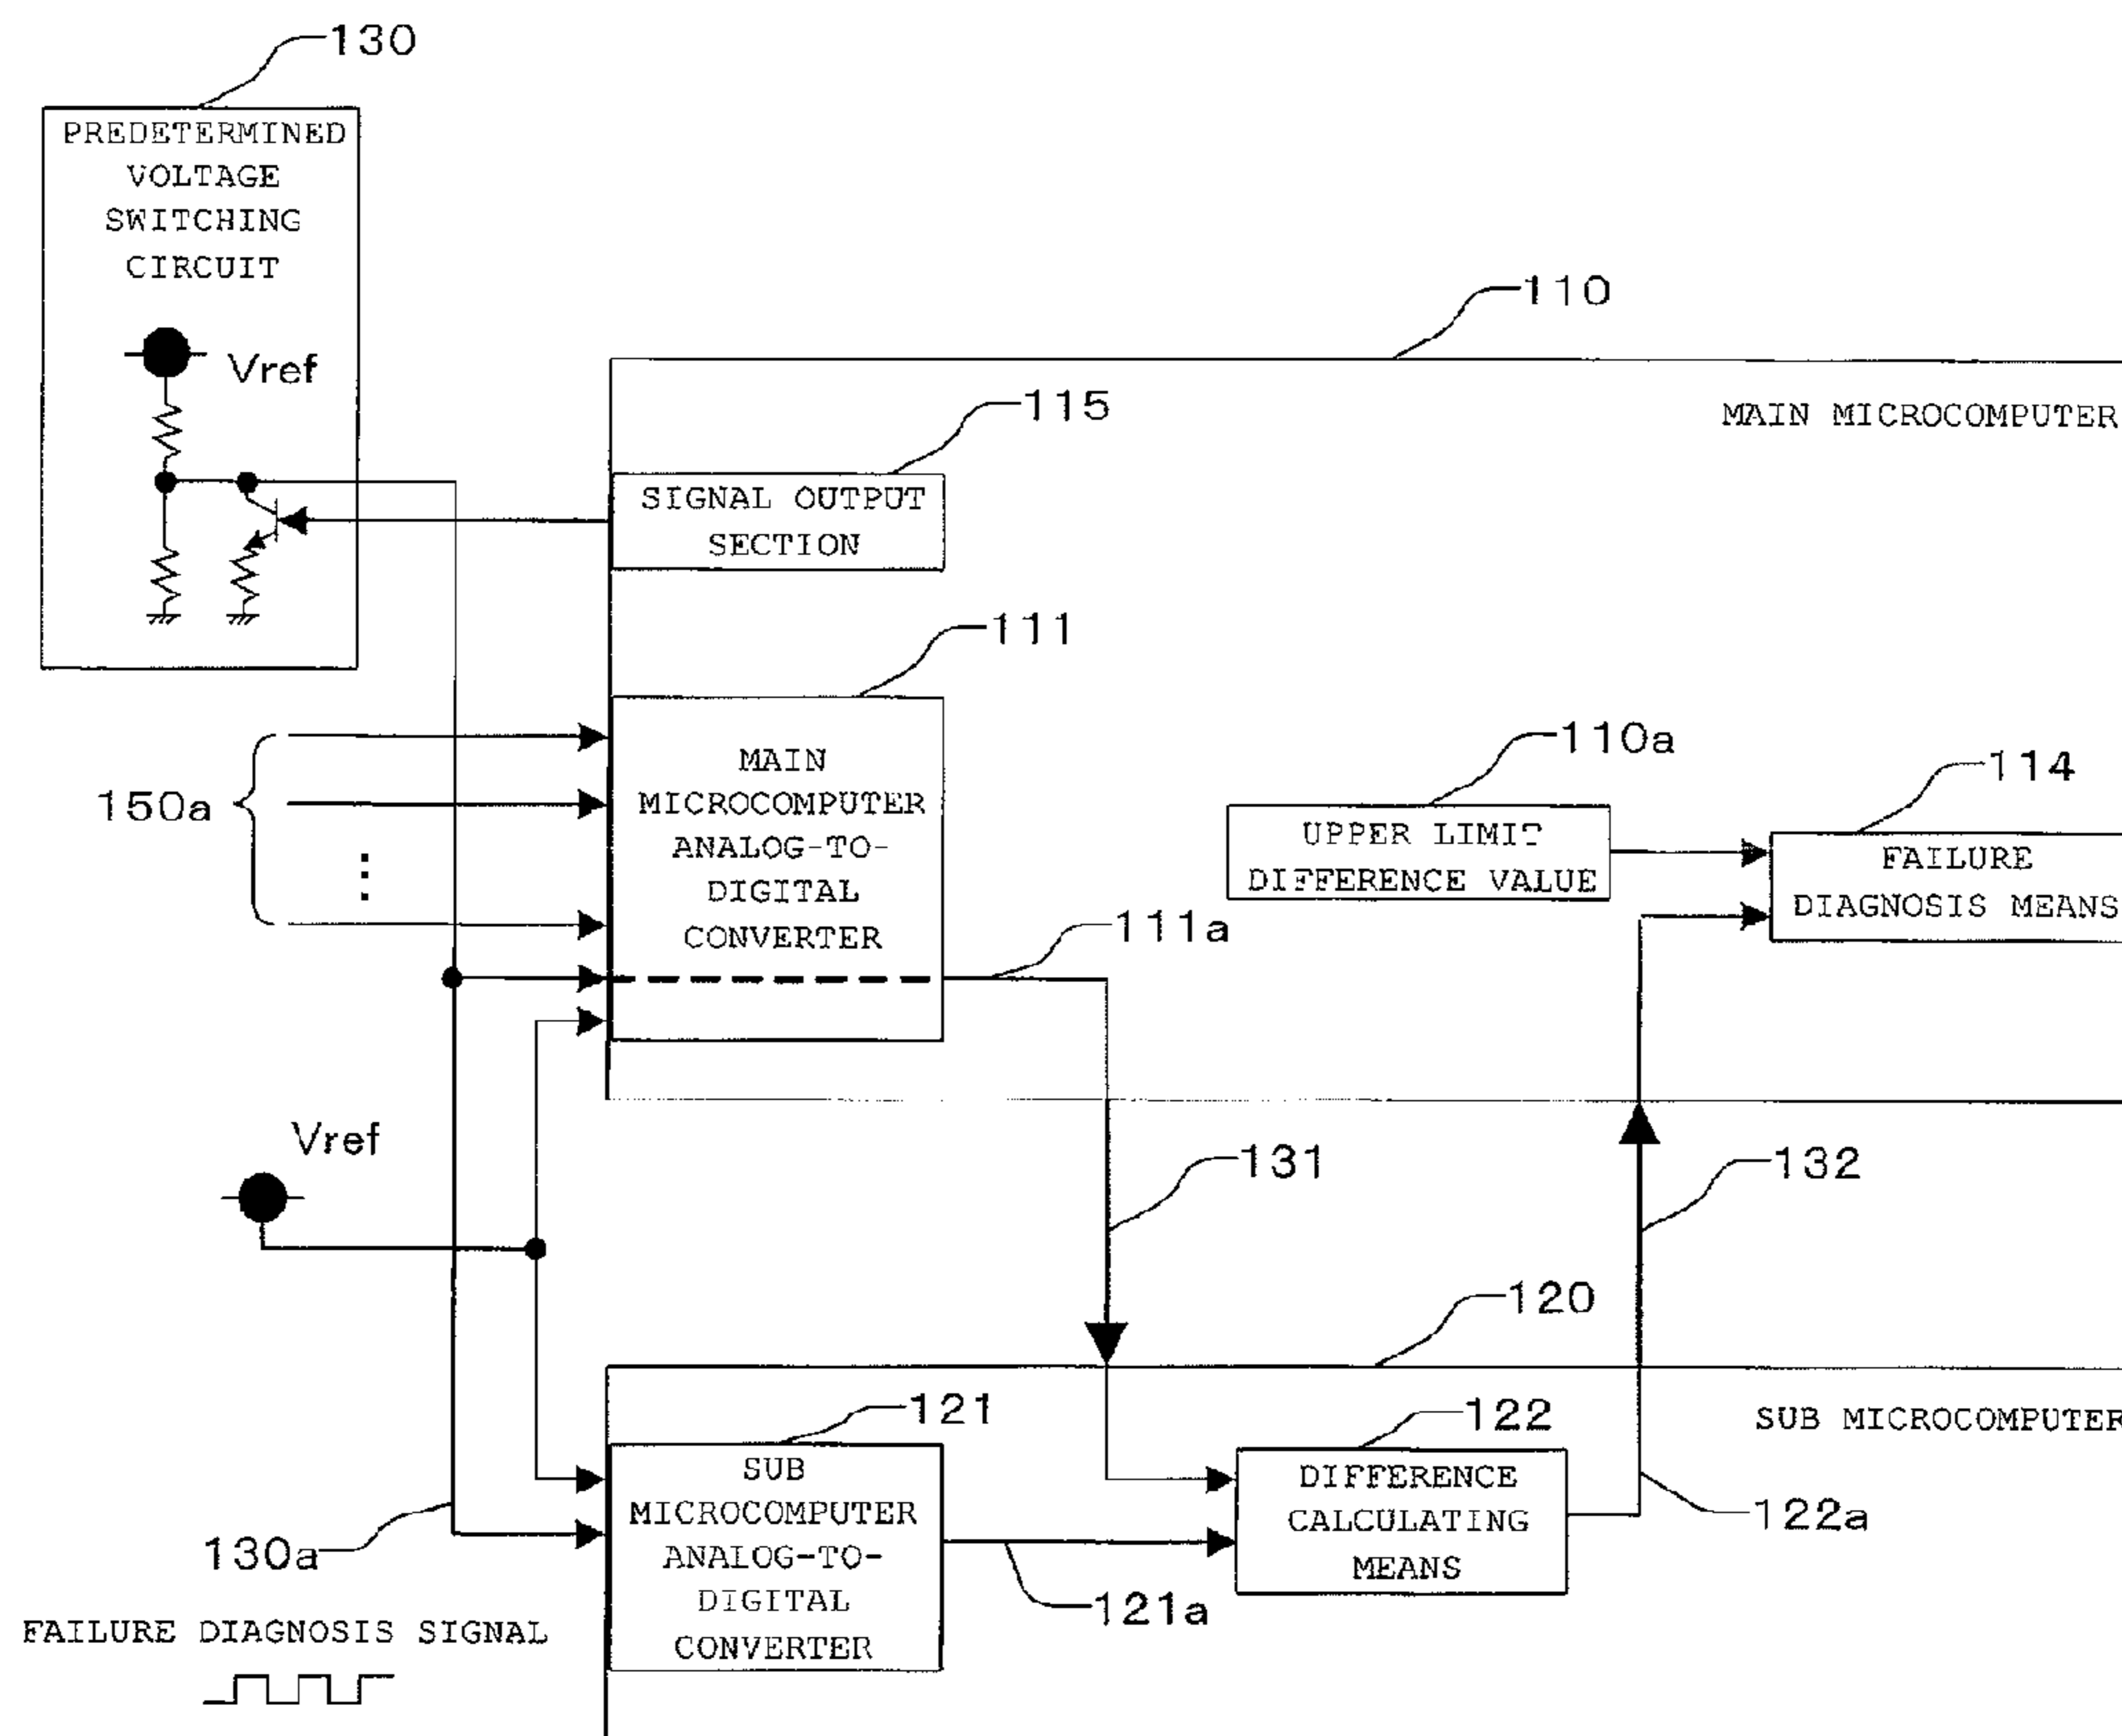 130
PREDETERMINED
VOLTAGE
SWITCHING
CIRCUIT
Vref
110
MAIN MICROCOMPUTER
115
SIGNAL OUTPUT
SECTION
111
MAIN
MICROCOMPUTER
ANALOG-TO-
DIGITAL
CONVERTER
150a
110a
UPPER LIMIT
DIFFERENCE VALUE
114
FAILURE
DIAGNOSIS MEANS
111a
Vref
131
132
120
SUB MICROCOMPUTER
121
SUB
MICROCOMPUTER
ANALOG-TO-
DIGITAL
CONVERTER
122
DIFFERENCE
CALCULATING
MEANS
122a
130a
121a
FAILURE DIAGNOSIS SIGNAL